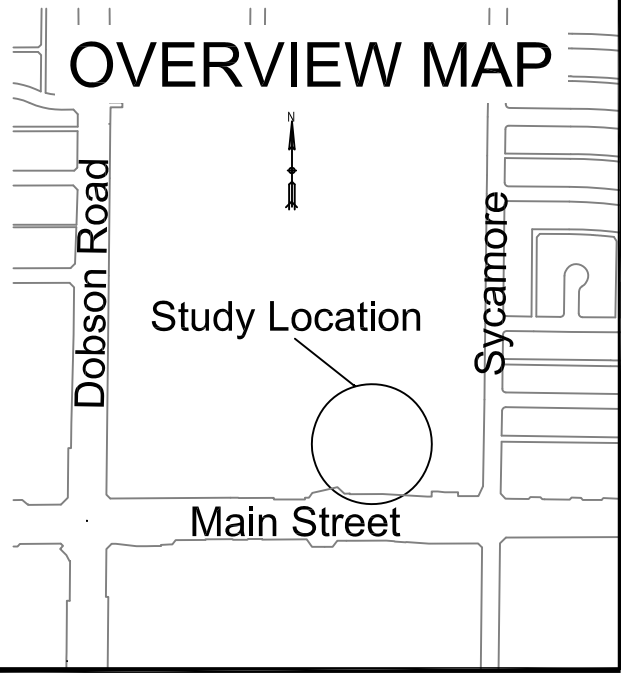 OVERVIEW MAP
N
Dobson Road
Sycamore
Study Location
Main Street